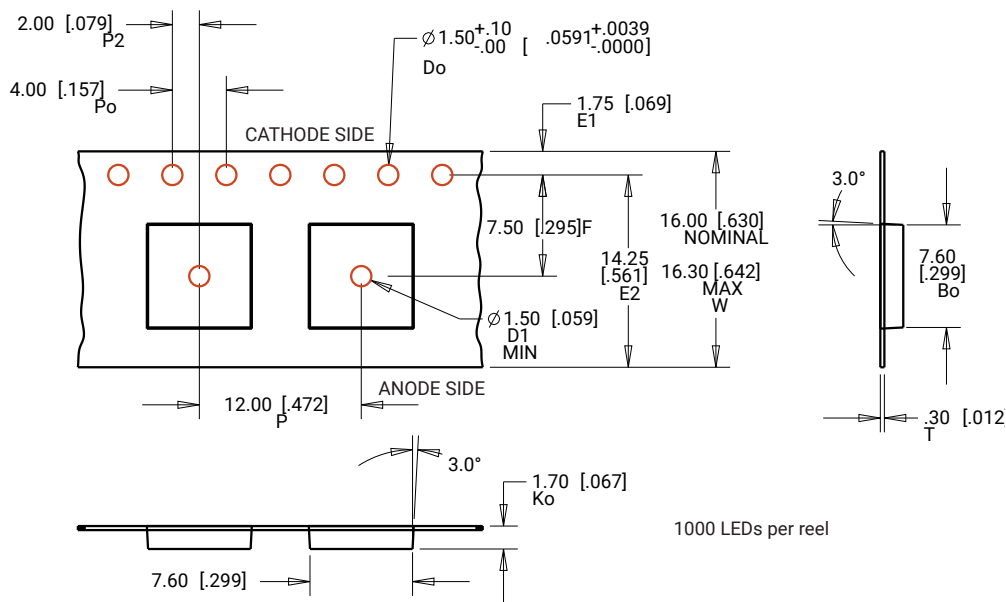 2.00 [.079]
P2
4.00 [.157]
Po
⌀1.50 +.10 -.00 [ .0591 +.0039 -.0000]
Do
1.75 [.069]
E1
CATHODE SIDE
7.50 [.295]F
14.25
[.561]
E2
16.00 [.630]
NOMINAL
16.30 [.642]
MAX
W
⌀1.50 [.059]
D1
MIN
ANODE SIDE
12.00 [.472]
P
3.0°
7.60
[.299]
Bo
.30 [.012]
T
3.0°
1.70 [.067]
Ko
7.60 [.299]
1000 LEDs per reel